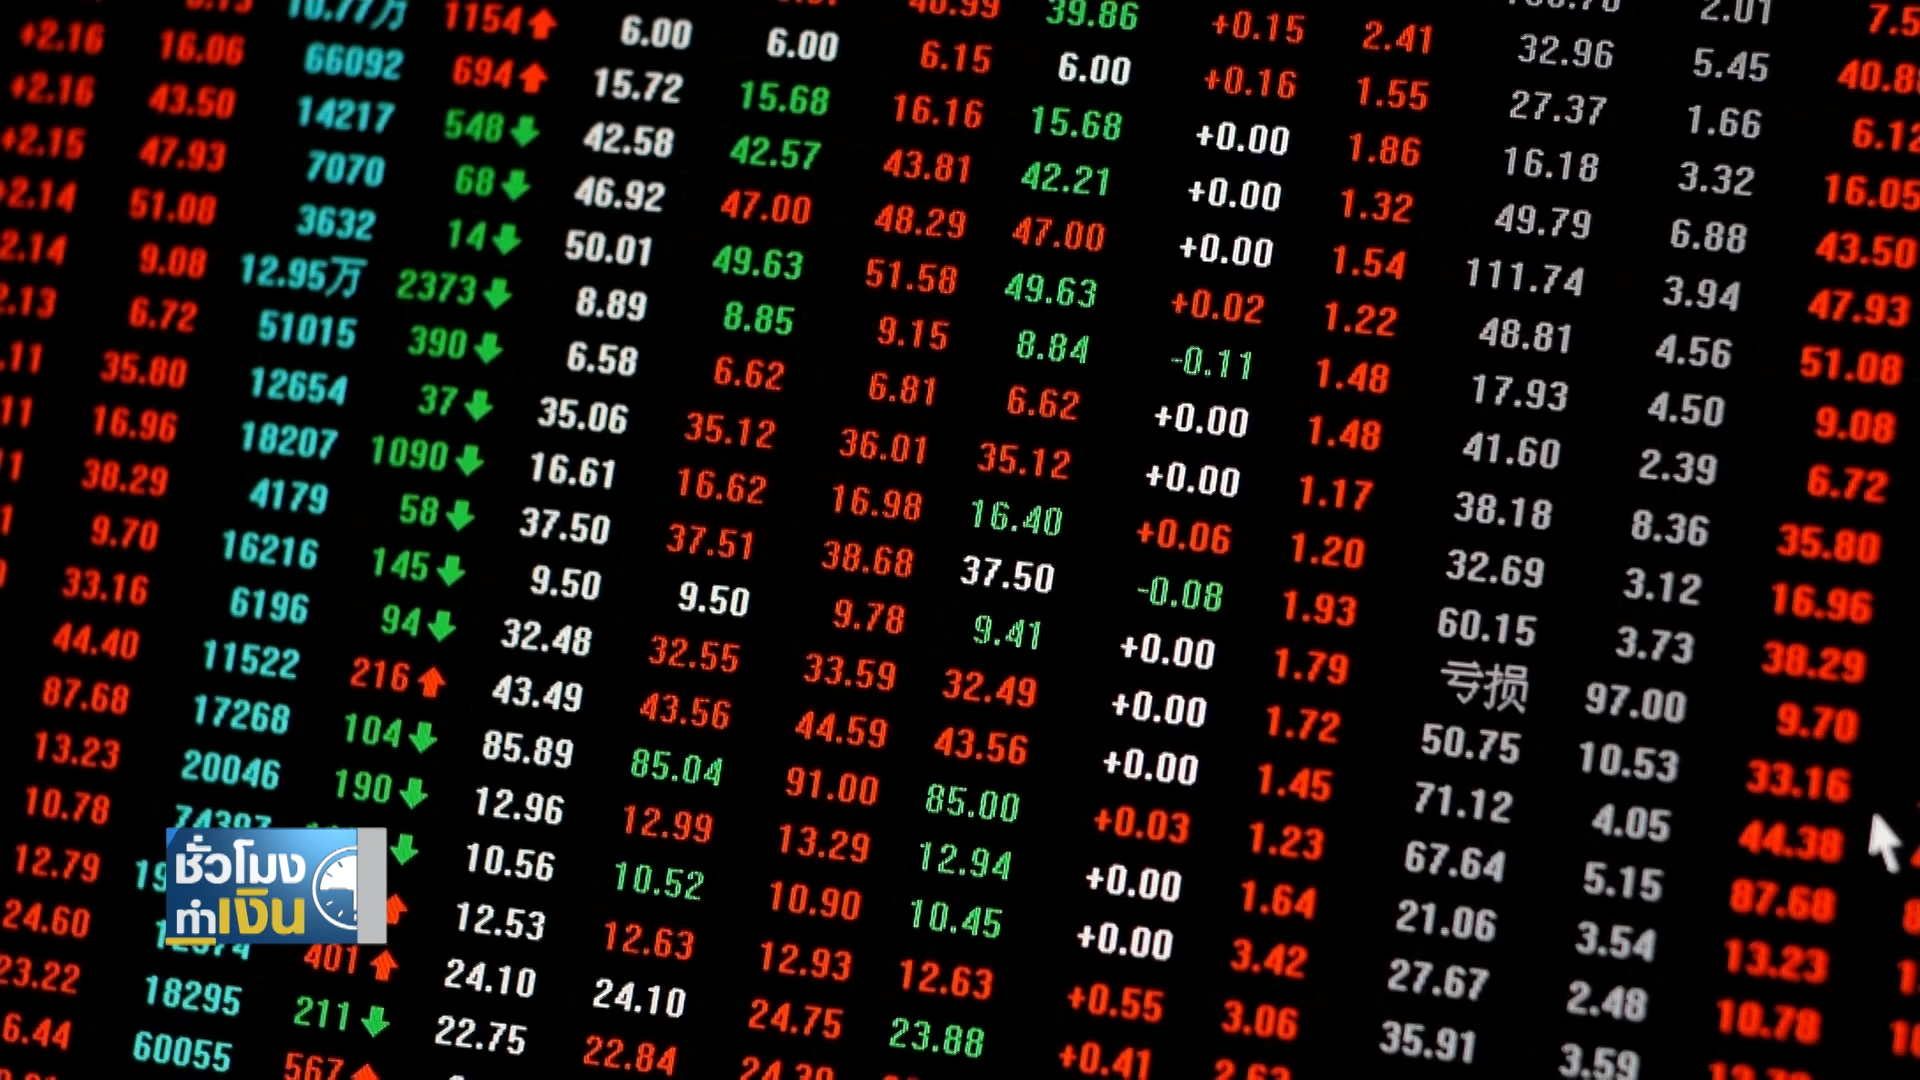 10.77万 1154 39.86 +0.15 2.41 2.01
+2.16 16.06 66092 694 6.00 6.00 6.15 6.00 +0.16 1.55 32.96 5.45
+2.16 43.50 14217 548 15.72 15.68 16.16 15.68 +0.00 1.86 27.37 1.66
+2.15 47.93 7070 68 42.58 42.57 43.81 42.21 +0.00 1.32 16.18 3.32 16.05
+2.14 51.08 3632 14 46.92 47.00 48.29 47.00 +0.00 1.54 49.79 6.88 43.50
2.14 9.08 12.95万 2373 50.01 49.63 51.58 49.63 +0.02 1.22 111.74 3.94 47.93
2.13 6.72 51015 390 8.89 8.85 9.15 8.84 -0.11 1.48 48.81 4.56 51.08
.11 35.80 12654 37 6.58 6.62 6.81 6.62 +0.00 1.48 17.93 4.50 9.08
11 16.96 18207 1090 35.06 35.12 36.01 35.12 +0.00 1.17 41.60 2.39 6.72
38.29 4179 58 16.61 16.62 16.98 16.40 +0.06 1.20 38.18 8.36 35.80
9.70 16216 145 37.50 37.51 38.68 37.50 -0.08 1.93 32.69 3.12 16.96
33.16 6196 94 9.50 9.50 9.78 9.41 +0.00 1.79 60.15 3.73 38.29
44.40 11522 216 32.48 32.55 33.59 32.49 +0.00 1.72 亏损 97.00 9.70
87.68 17268 104 43.49 43.56 44.59 43.56 +0.00 1.45 50.75 10.53 33.16
13.23 20046 190 85.89 85.04 91.00 85.00 +0.03 1.23 71.12 4.05 44.38
10.78 12.96 12.99 13.29 12.94 +0.00 1.64 67.64 5.15 87.68
12.79 10.56 10.52 10.90 10.45 +0.00 3.42 21.06 3.54 13.23
24.60 401 12.53 12.63 12.93 12.63 +0.55 3.06 27.67 2.48 10.78
23.22 18295 211 24.10 24.10 24.75 23.88 +0.41 35.91 3.59
6.44 60055 567 22.75 22.84
ชั่วโมง
ทำเงิน